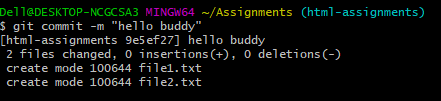 Dell@DESKTOP-NCGCSA3 MINGW64 ~/Assignments (html-assignments)
$ git commit -m "hello buddy"
[html-assignments 9e5ef27] hello buddy
 2 files changed, 0 insertions(+), 0 deletions(-)
 create mode 100644 file1.txt
 create mode 100644 file2.txt